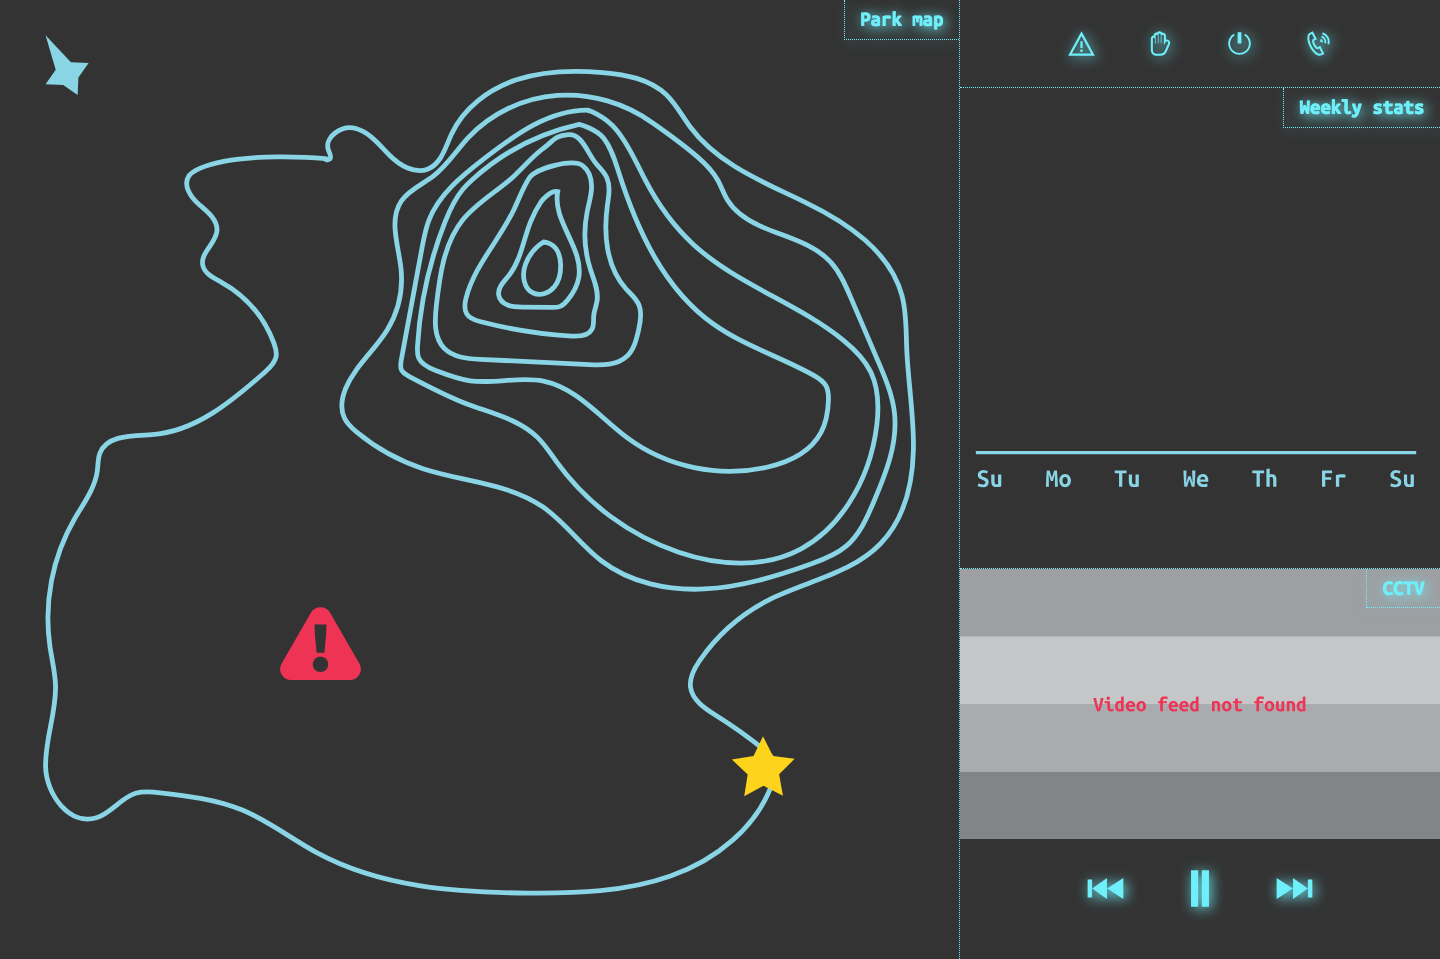 Park map
Weekly stats
Su Mo Tu We Th Fr Su
CCTV
Video feed not found